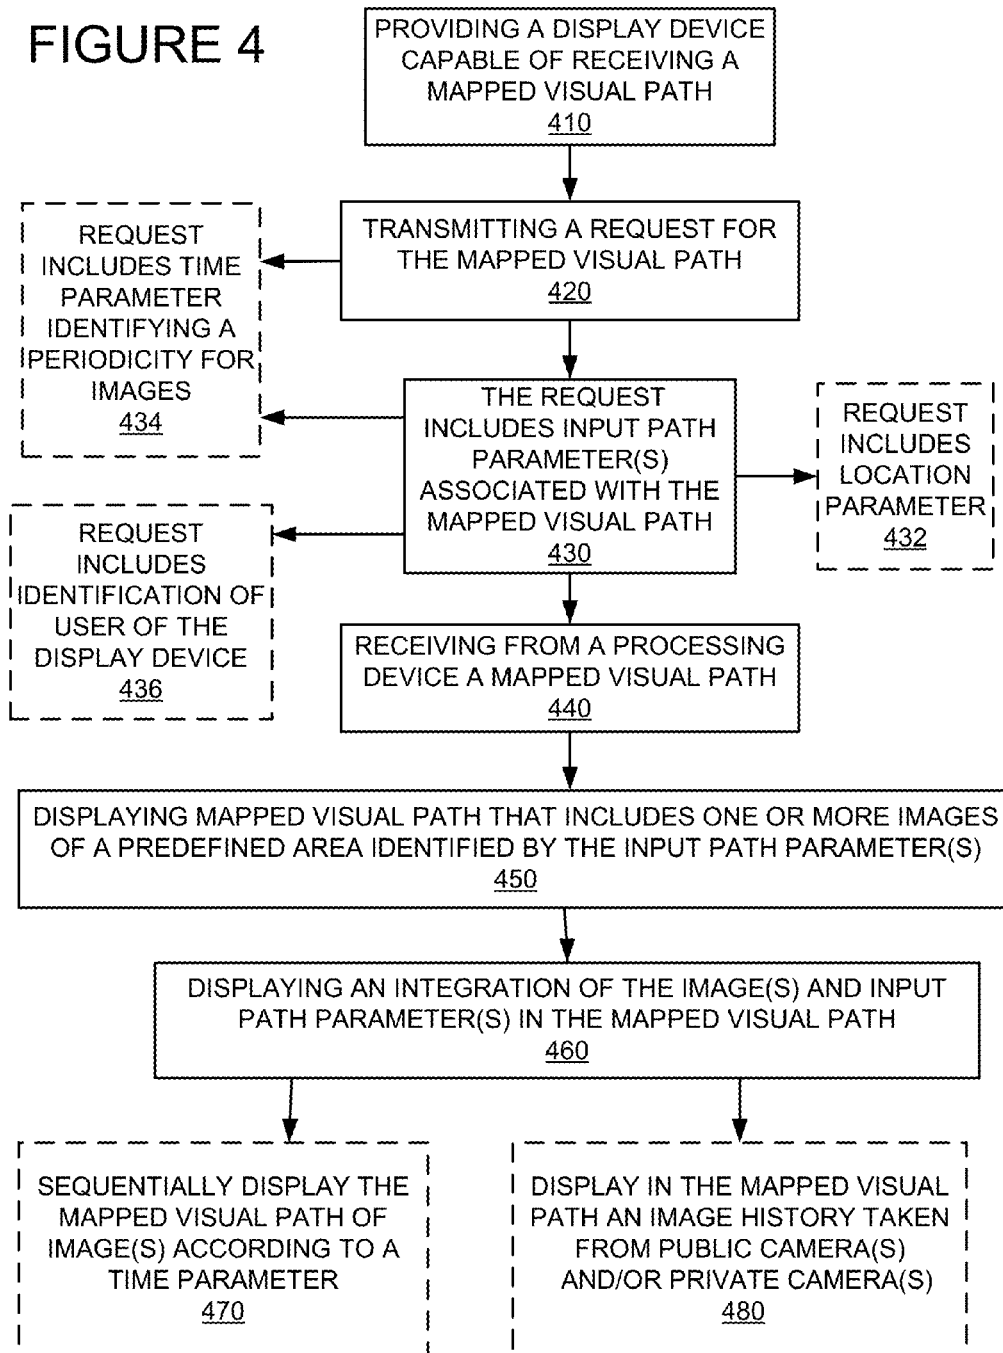 FIGURE 4
PROVIDING A DISPLAY DEVICE
CAPABLE OF RECEIVING A
MAPPED VISUAL PATH
410
TRANSMITTING A REQUEST FOR
THE MAPPED VISUAL PATH
420
REQUEST
INCLUDES TIME
PARAMETER
IDENTIFYING A
PERIODICITY FOR
IMAGES
434
THE REQUEST
INCLUDES INPUT PATH
PARAMETER(S)
ASSOCIATED WITH THE
MAPPED VISUAL PATH
430
REQUEST
INCLUDES
LOCATION
PARAMETER
432
REQUEST
INCLUDES
IDENTIFICATION OF
USER OF THE
DISPLAY DEVICE
436
RECEIVING FROM A PROCESSING
DEVICE A MAPPED VISUAL PATH
440
DISPLAYING MAPPED VISUAL PATH THAT INCLUDES ONE OR MORE IMAGES
OF A PREDEFINED AREA IDENTIFIED BY THE INPUT PATH PARAMETER(S)
450
DISPLAYING AN INTEGRATION OF THE IMAGE(S) AND INPUT
PATH PARAMETER(S) IN THE MAPPED VISUAL PATH
460
SEQUENTIALLY DISPLAY THE
MAPPED VISUAL PATH OF
IMAGE(S) ACCORDING TO A
TIME PARAMETER
470
DISPLAY IN THE MAPPED VISUAL
PATH AN IMAGE HISTORY TAKEN
FROM PUBLIC CAMERA(S)
AND/OR PRIVATE CAMERA(S)
480